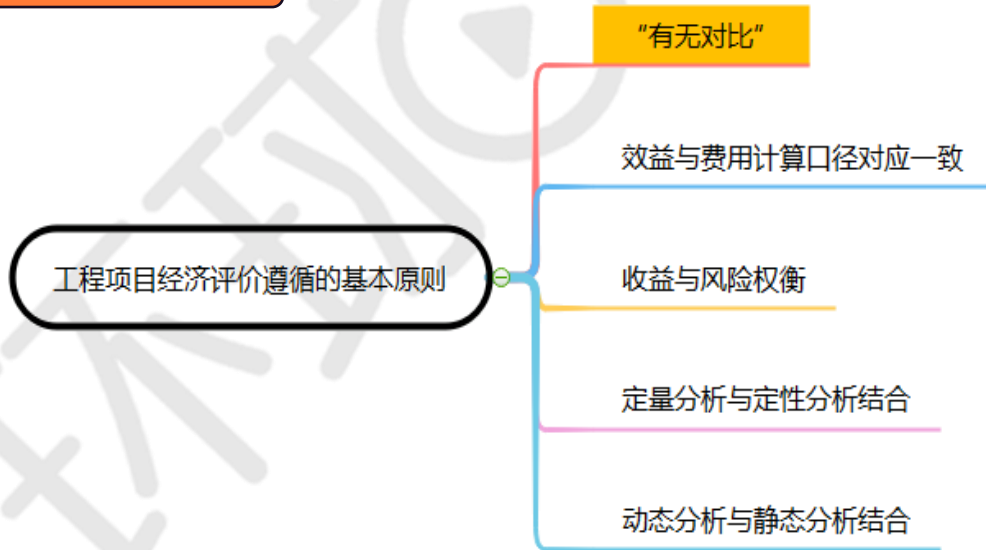 “有无对比”
效益与费用计算口径对应一致
工程项目经济评价遵循的基本原则
收益与风险权衡
定量分析与定性分析结合
动态分析与静态分析结合